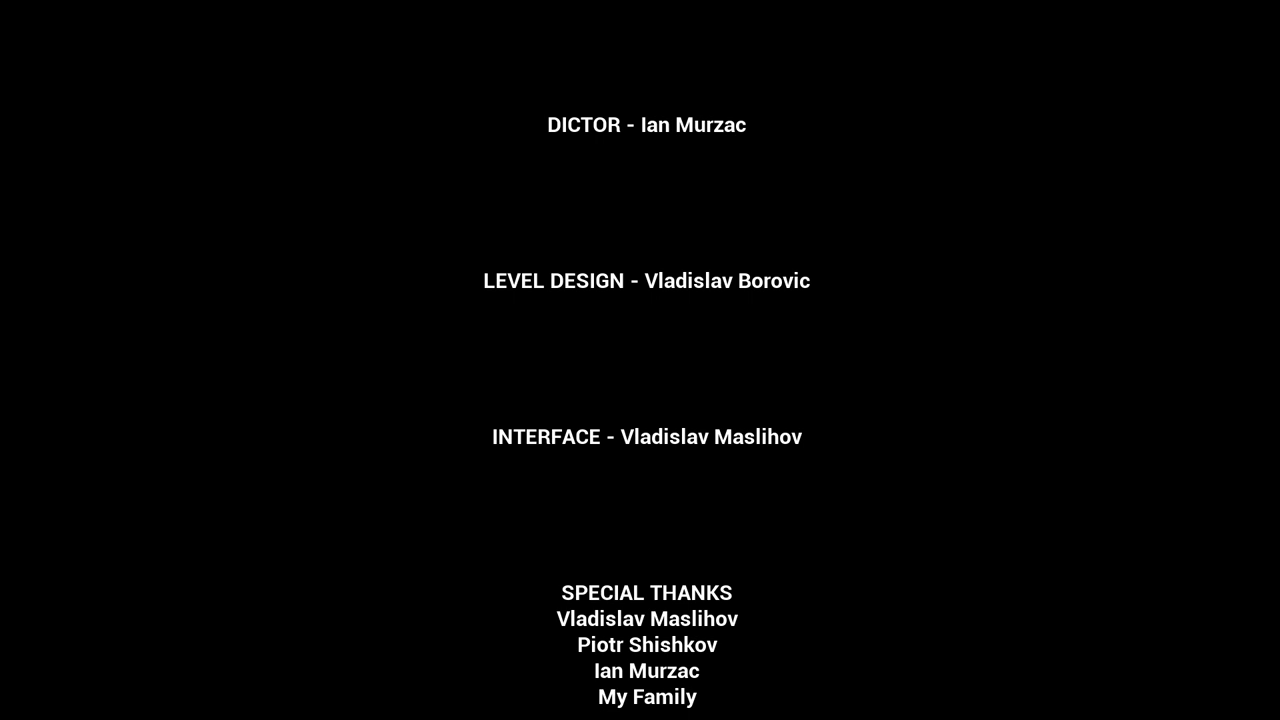 DICTOR - Ian Murzac
LEVEL DESIGN - Vladislav Borovic
INTERFACE - Vladislav Maslihov
SPECIAL THANKS
Vladislav Maslihov
Piotr Shishkov
Ian Murzac
My Family